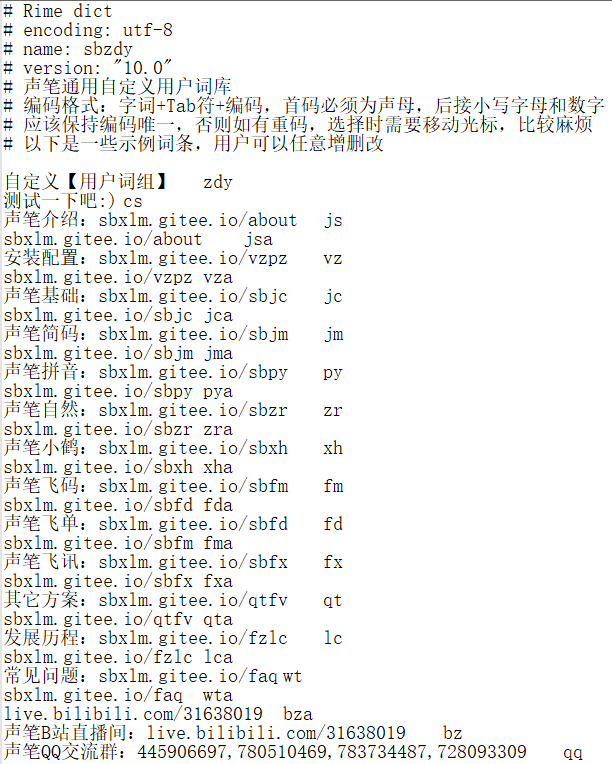 # Rime dict
# encoding: utf-8
# name: sbzdy
# version: "10.0"
# 声笔通用自定义用户词库
# 编码格式：字词+Tab符+编码，首码必须为声母，后接小写字母和数字
# 应该保持编码唯一，否则如有重码，选择时需要移动光标，比较麻烦
# 以下是一些示例词条，用户可以任意增删改
自定义【用户词组】	zdy
测试一下吧:)	cs
声笔介绍：sbxlm.gitee.io/about	js
sbxlm.gitee.io/about	jsa
安装配置：sbxlm.gitee.io/vzpz	vz
sbxlm.gitee.io/vzpz	vza
声笔基础：sbxlm.gitee.io/sbjc	jc
sbxlm.gitee.io/sbjc	jca
声笔简码：sbxlm.gitee.io/sbjm	jm
sbxlm.gitee.io/sbjm	jma
声笔拼音：sbxlm.gitee.io/sbpy	py
sbxlm.gitee.io/sbpy	pya
声笔自然：sbxlm.gitee.io/sbzr	zr
sbxlm.gitee.io/sbzr	zra
声笔小鹤：sbxlm.gitee.io/sbxh	xh
sbxlm.gitee.io/sbxh	xha
声笔飞码：sbxlm.gitee.io/sbfm	fm
sbxlm.gitee.io/sbfd	fda
声笔飞单：sbxlm.gitee.io/sbfd	fd
sbxlm.gitee.io/sbfm	fma
声笔飞讯：sbxlm.gitee.io/sbfx	fx
sbxlm.gitee.io/sbfx	fxa
其它方案：sbxlm.gitee.io/qtfv	qt
sbxlm.gitee.io/qtfv	qta
发展历程：sbxlm.gitee.io/fzlc	lc
sbxlm.gitee.io/fzlc	lca
常见问题：sbxlm.gitee.io/faq	wt
sbxlm.gitee.io/faq	wta
live.bilibili.com/31638019	bza
声笔B站直播间：live.bilibili.com/31638019	bz
声笔QQ交流群：445906697,780510469,783734487,728093309	qq